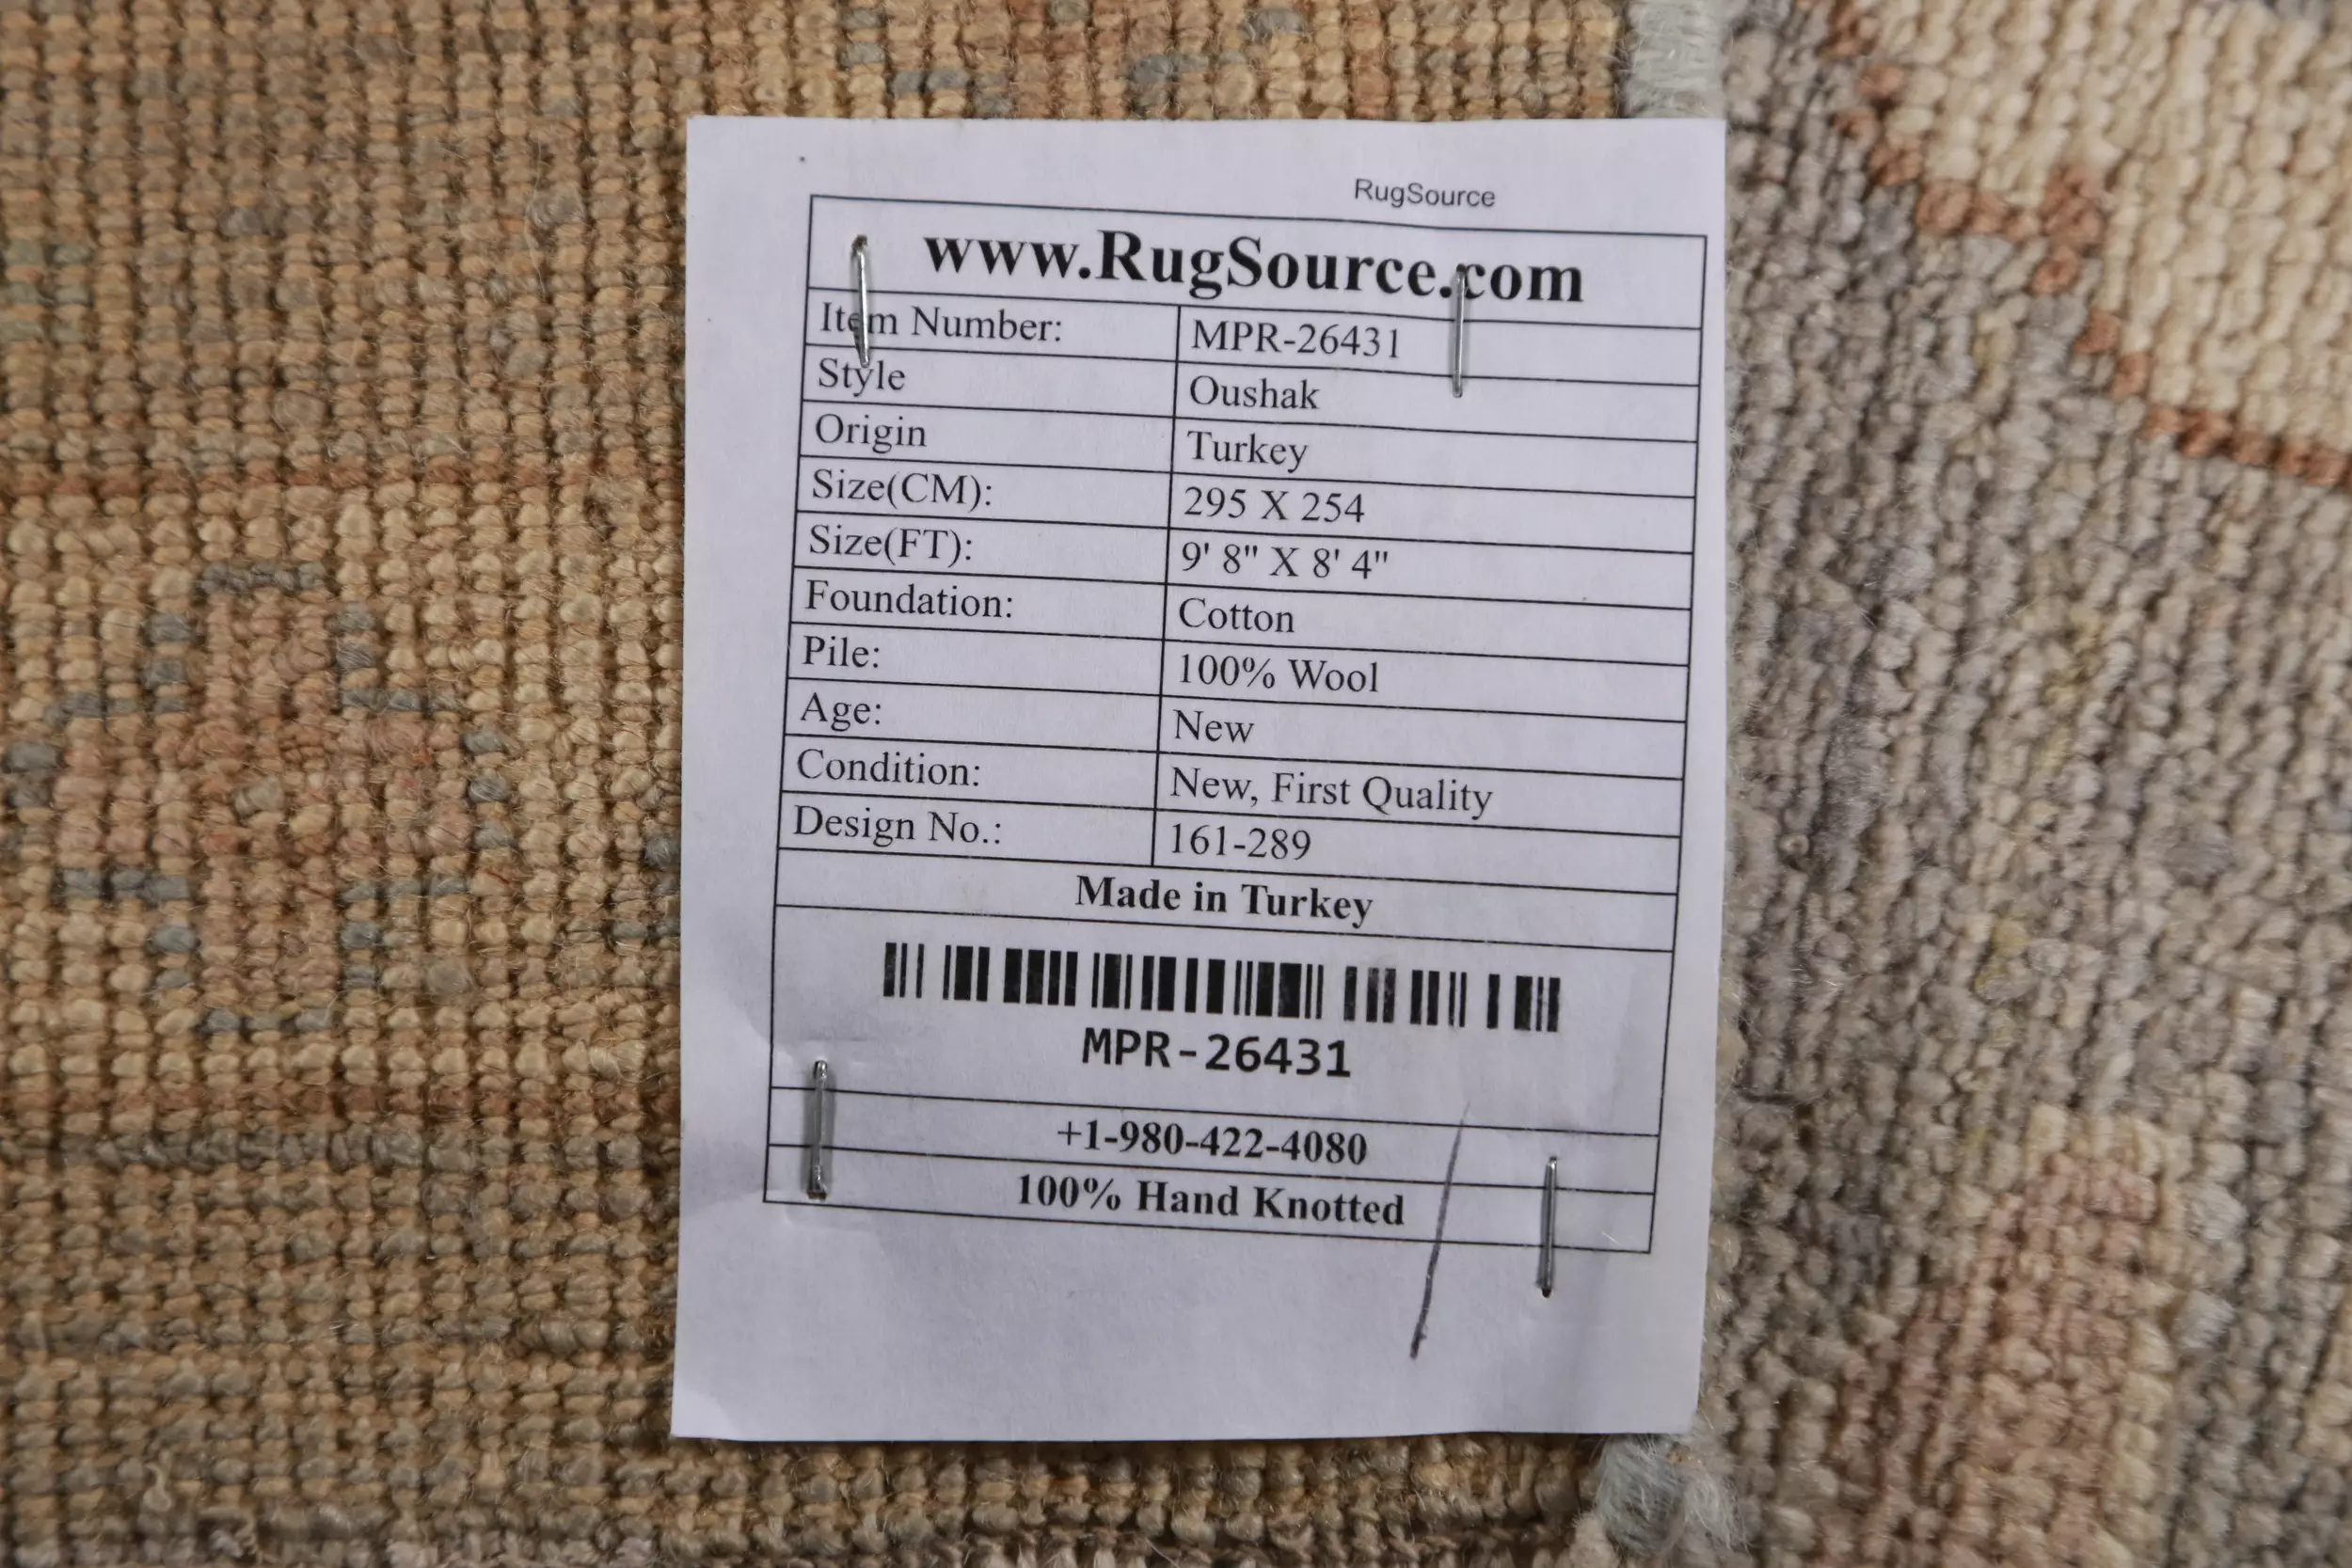 RugSource
www.RugSource.com
Item Number: MPR-26431
Style Oushak
Origin Turkey
Size(CM): 295 X 254
Size(FT): 9' 8" X 8' 4"
Foundation: Cotton
Pile: 100% Wool
Age: New
Condition: New, First Quality
Design No.: 161-289
Made in Turkey
MPR-26431
+1-980-422-4080
100% Hand Knotted